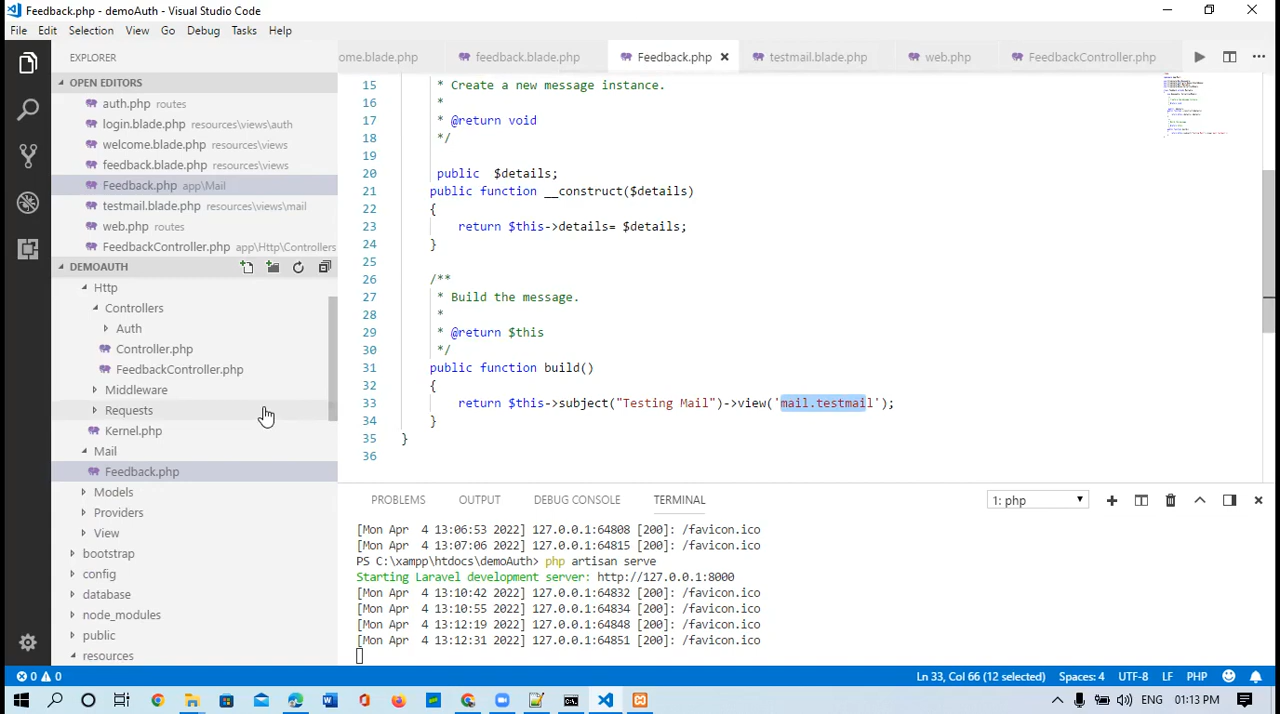 Feedback.php - demoAuth - Visual Studio Code
File Edit Selection View Go Debug Tasks Help
EXPLORER
OPEN EDITORS
auth.php routes
login.blade.php resources\views\auth
welcome.blade.php resources\views
feedback.blade.php resources\views
Feedback.php app\Mail
testmail.blade.php resources\views\mail
web.php routes
FeedbackController.php app\Http\Controllers
DEMOAUTH
Http
Controllers
Auth
Controller.php
FeedbackController.php
Middleware
Requests
Kernel.php
Mail
Feedback.php
Models
Providers
View
bootstrap
config
database
node_modules
public
resources
ome.blade.php feedback.blade.php Feedback.php testmail.blade.php web.php FeedbackController.php
15 * Create a new message instance.
16 *
17 * @return void
18 */
19
20 public $details;
21 public function __construct($details)
22 {
23 return $this->details= $details;
24 }
25
26 /**
27 * Build the message.
28 *
29 * @return $this
30 */
31 public function build()
32 {
33 return $this->subject("Testing Mail")->view('mail.testmail');
34 }
35 }
36
PROBLEMS OUTPUT DEBUG CONSOLE TERMINAL 1: php
[Mon Apr 4 13:06:53 2022] 127.0.0.1:64808 [200]: /favicon.ico
[Mon Apr 4 13:07:06 2022] 127.0.0.1:64815 [200]: /favicon.ico
PS C:\xampp\htdocs\demoAuth> php artisan serve
Starting Laravel development server: http://127.0.0.1:8000
[Mon Apr 4 13:10:42 2022] 127.0.0.1:64832 [200]: /favicon.ico
[Mon Apr 4 13:10:55 2022] 127.0.0.1:64834 [200]: /favicon.ico
[Mon Apr 4 13:12:19 2022] 127.0.0.1:64848 [200]: /favicon.ico
[Mon Apr 4 13:12:31 2022] 127.0.0.1:64851 [200]: /favicon.ico
0 0 Ln 33, Col 66 (12 selected) Spaces: 4 UTF-8 LF PHP
ENG 01:13 PM